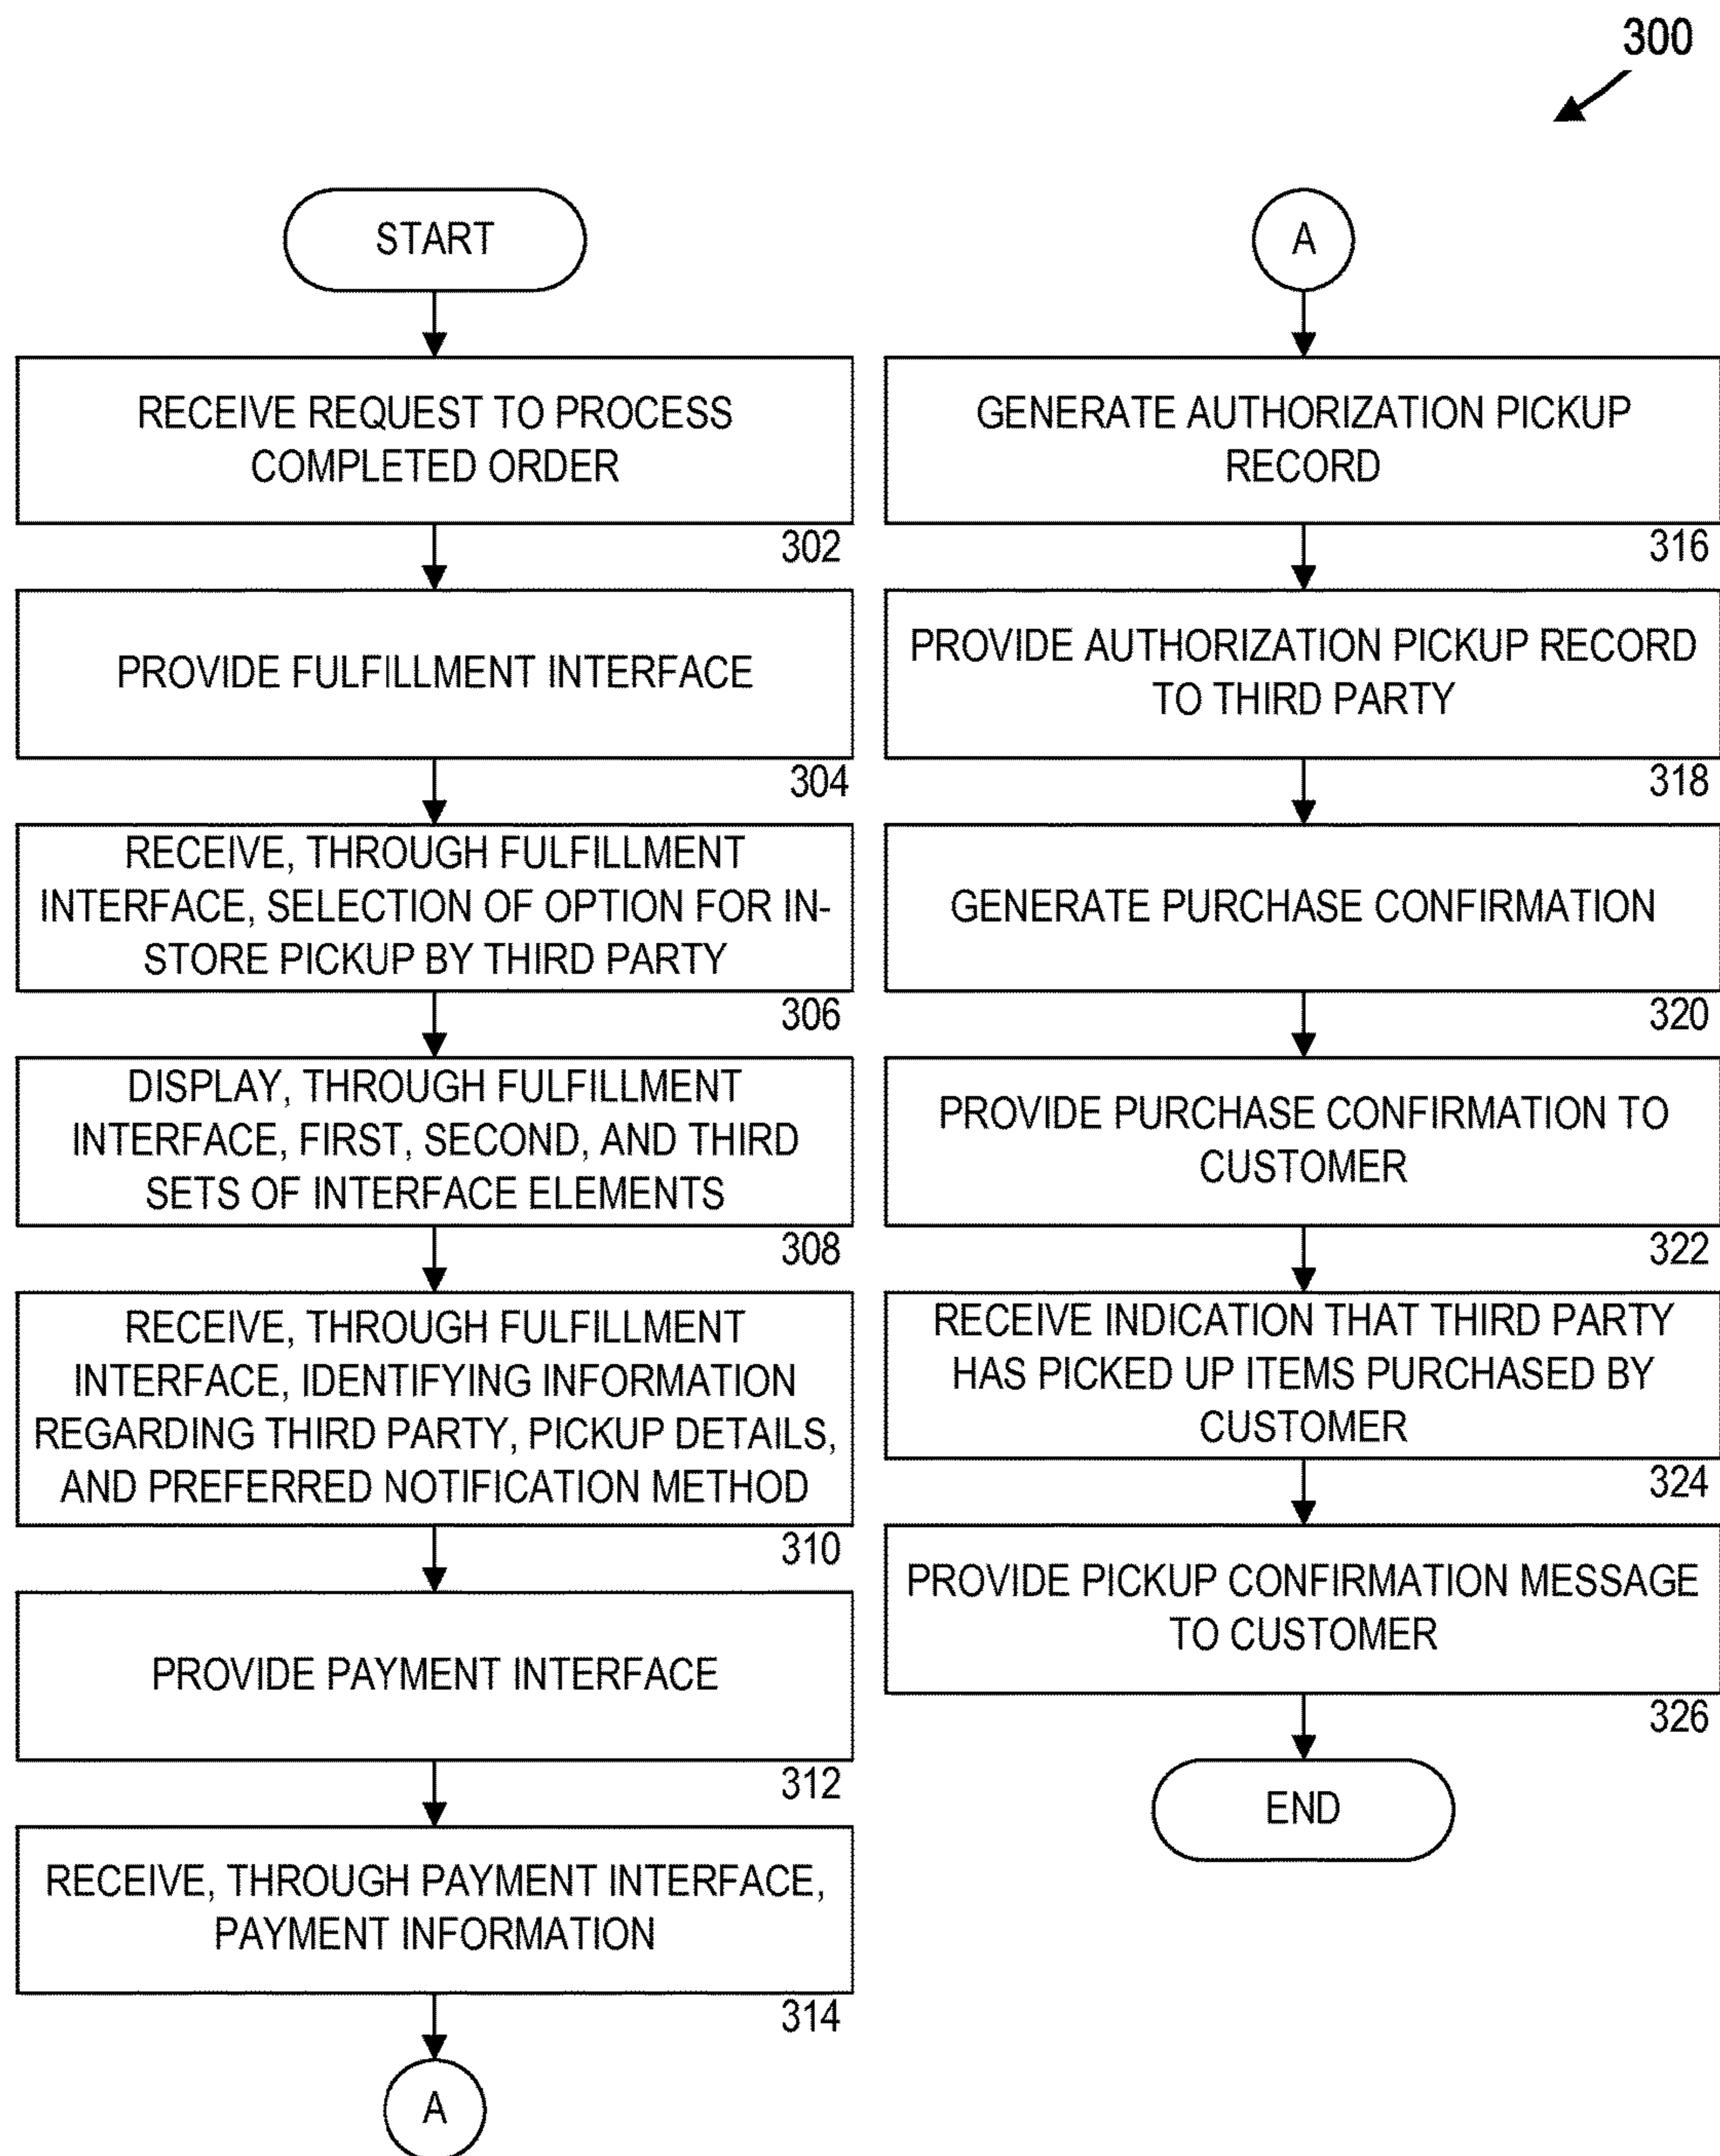 300
START
RECEIVE REQUEST TO PROCESS
COMPLETED ORDER
302
PROVIDE FULFILLMENT INTERFACE
304
RECEIVE, THROUGH FULFILLMENT
INTERFACE, SELECTION OF OPTION FOR IN-
STORE PICKUP BY THIRD PARTY
306
DISPLAY, THROUGH FULFILLMENT
INTERFACE, FIRST, SECOND, AND THIRD
SETS OF INTERFACE ELEMENTS
308
RECEIVE, THROUGH FULFILLMENT
INTERFACE, IDENTIFYING INFORMATION
REGARDING THIRD PARTY, PICKUP DETAILS,
AND PREFERRED NOTIFICATION METHOD
310
PROVIDE PAYMENT INTERFACE
312
RECEIVE, THROUGH PAYMENT INTERFACE,
PAYMENT INFORMATION
314
A
A
GENERATE AUTHORIZATION PICKUP
RECORD
316
PROVIDE AUTHORIZATION PICKUP RECORD
TO THIRD PARTY
318
GENERATE PURCHASE CONFIRMATION
320
PROVIDE PURCHASE CONFIRMATION TO
CUSTOMER
322
RECEIVE INDICATION THAT THIRD PARTY
HAS PICKED UP ITEMS PURCHASED BY
CUSTOMER
324
PROVIDE PICKUP CONFIRMATION MESSAGE
TO CUSTOMER
326
END